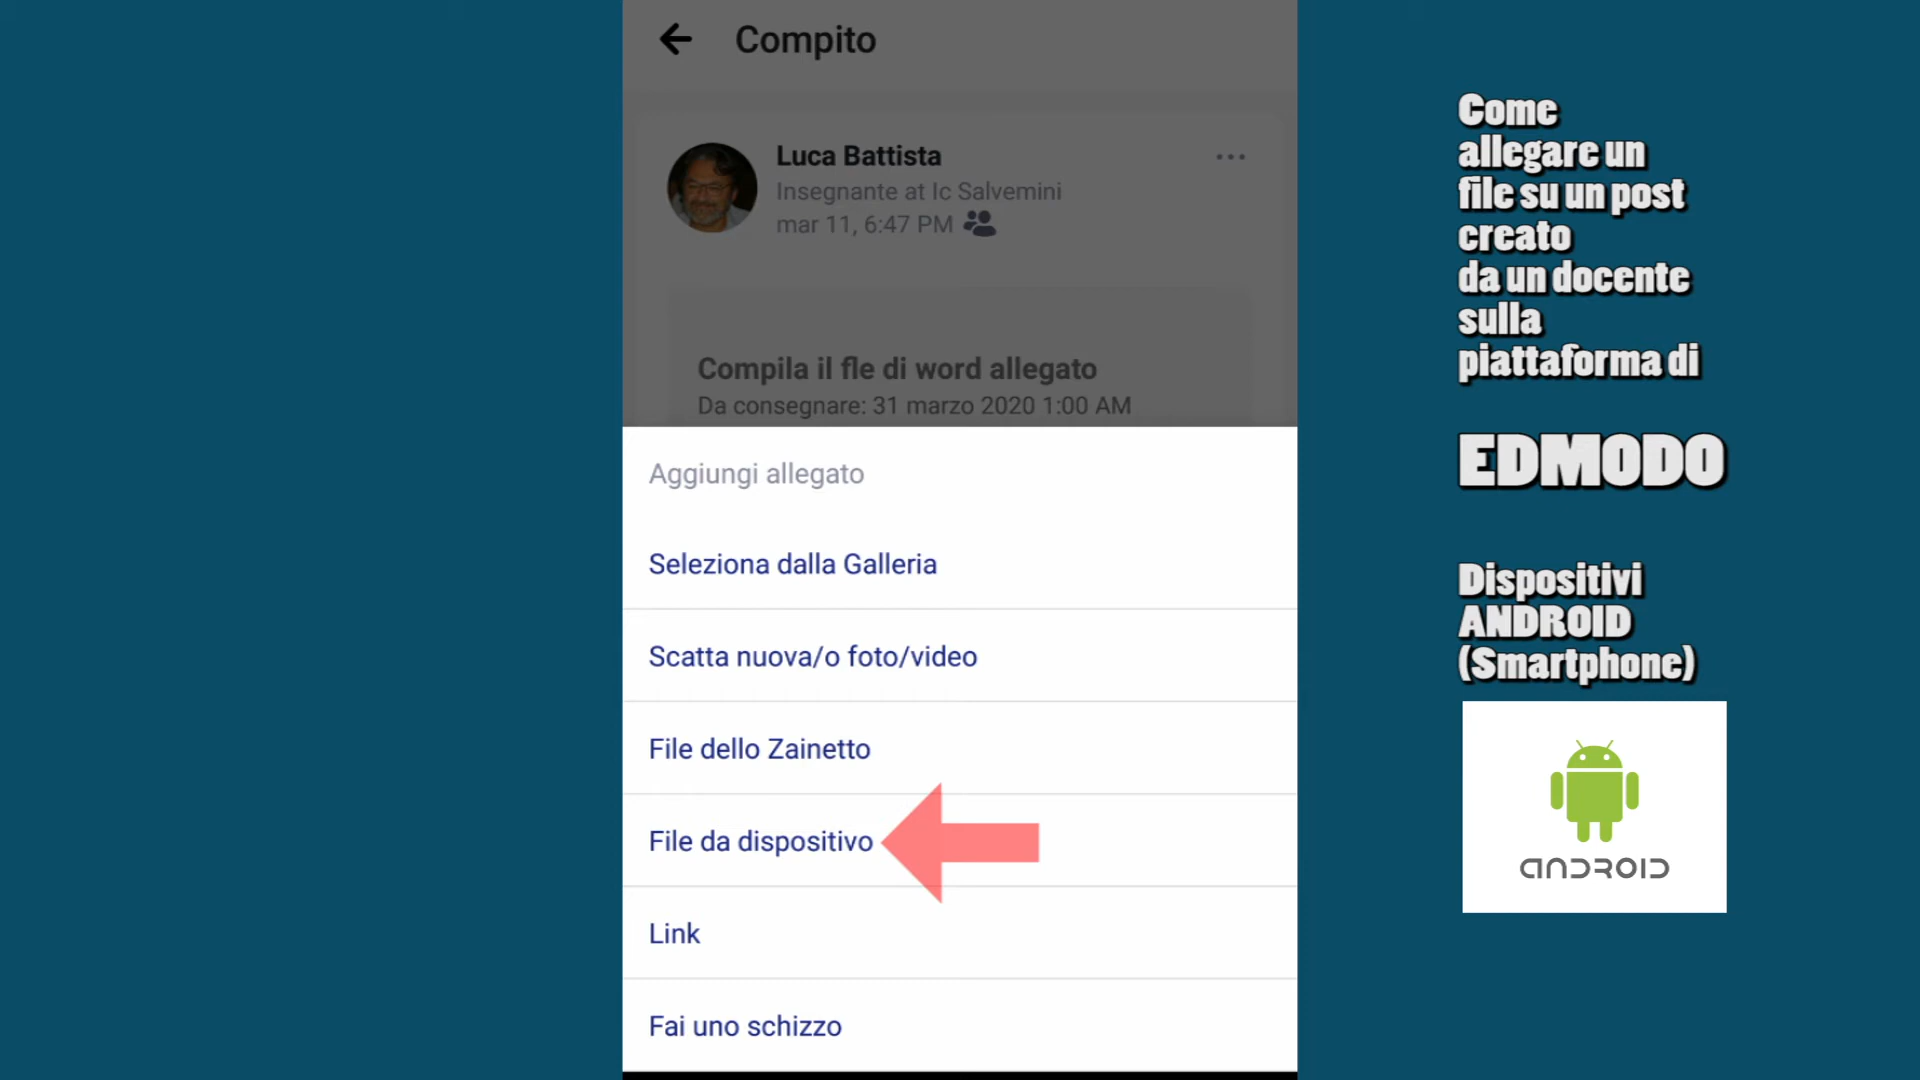 Compito
Luca Battista
Insegnante at Ic Salvemini
mar 11, 6:47 PM
Compila il fle di word allegato
Da consegnare: 31 marzo 2020 1:00 AM
Aggiungi allegato
Seleziona dalla Galleria
Scatta nuova/o foto/video
File dello Zainetto
File da dispositivo
Link
Fai uno schizzo
Come
allegare un
file su un post
creato
da un docente
sulla
piattaforma di
EDMODO
Dispositivi
ANDROID
(Smartphone)
ANDROID